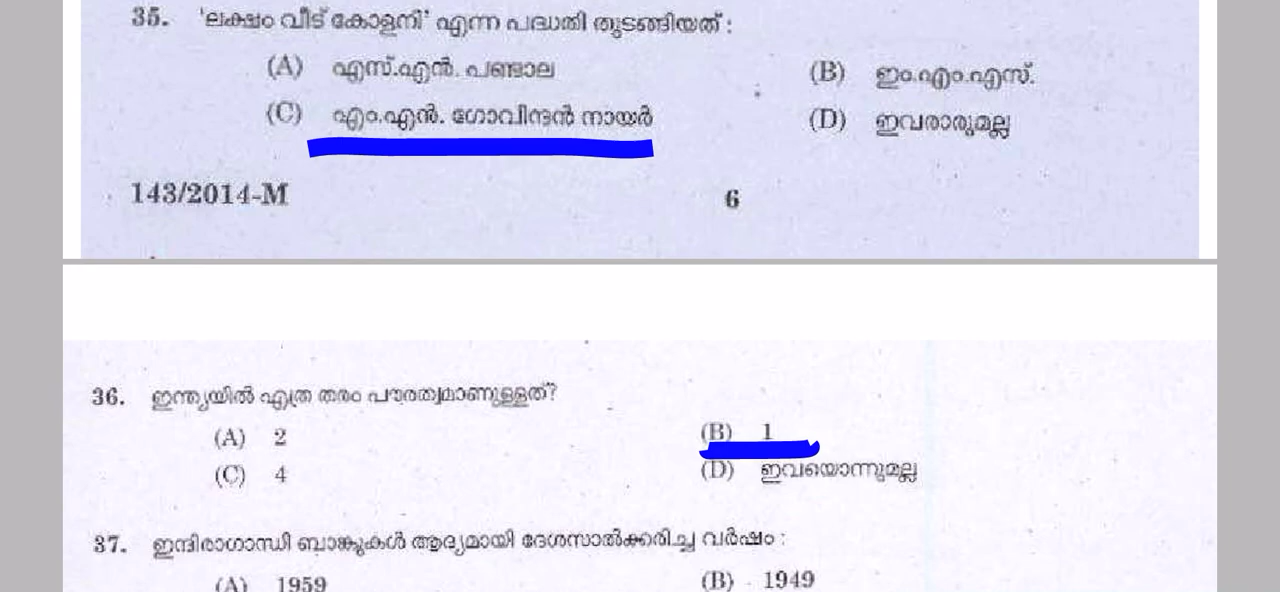 35. 'ലക്ഷം വീട് കോളനി' എന്ന പദ്ധതി തുടങ്ങിയത് :
(A) എസ്.എൻ. പണ്ടാല (B) ഇം.എം.എസ്.
(C) എം.എൻ. ഗോവിന്ദൻ നായർ (D) ഇവരാരുമല്ല
143/2014-M 6
36. ഇന്ത്യയിൽ എത്ര തരം പൗരത്വമാണുള്ളത്?
(A) 2 (B) 1
(C) 4 (D) ഇവയൊന്നുമല്ല
37. ഇന്ദിരാഗാന്ധി ബാങ്കുകൾ ആദ്യമായി ദേശസാൽക്കരിച്ച വർഷം :
(A) 1959 (B) 1949